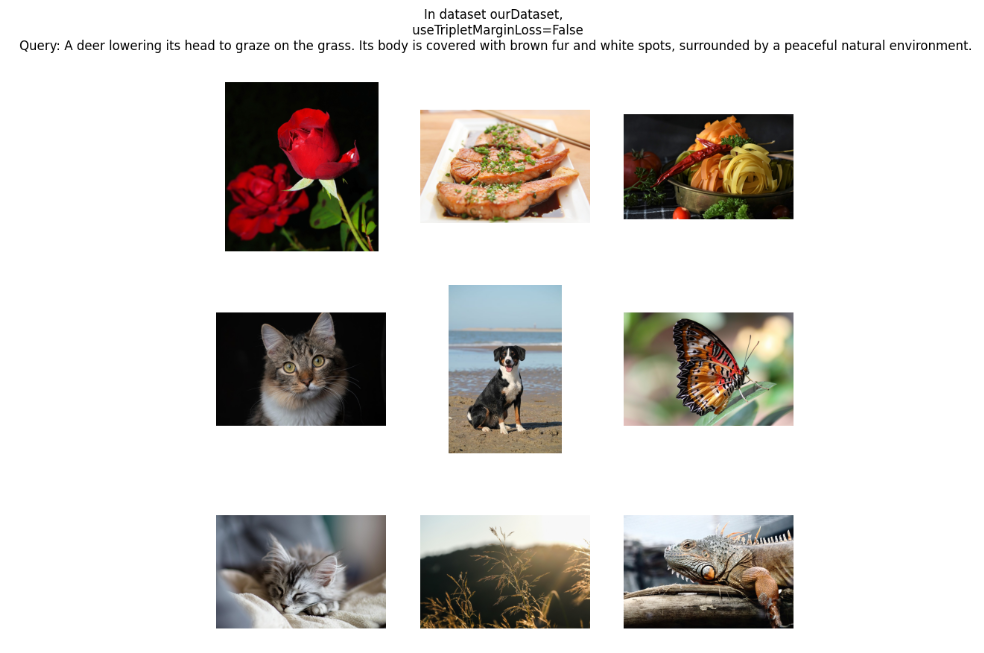 In dataset ourDataset,
useTripletMarginLoss=False
Query: A deer lowering its head to graze on the grass. Its body is covered with brown fur and white spots, surrounded by a peaceful natural environment.